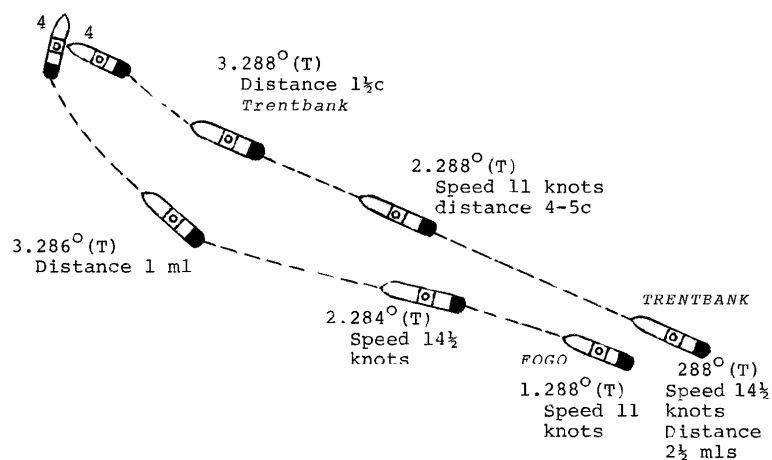 4
4
3.288°(T)
Distance 1½c
Trentbank
2.288°(T)
Speed 11 knots
distance 4-5c
3.286°(T)
Distance 1 ml
2.284°(T)
Speed 14½
knots
FOGO
1.288°(T)
Speed 11
knots
TRENTBANK
288°(T)
Speed 14½
knots
Distance
2½ mls